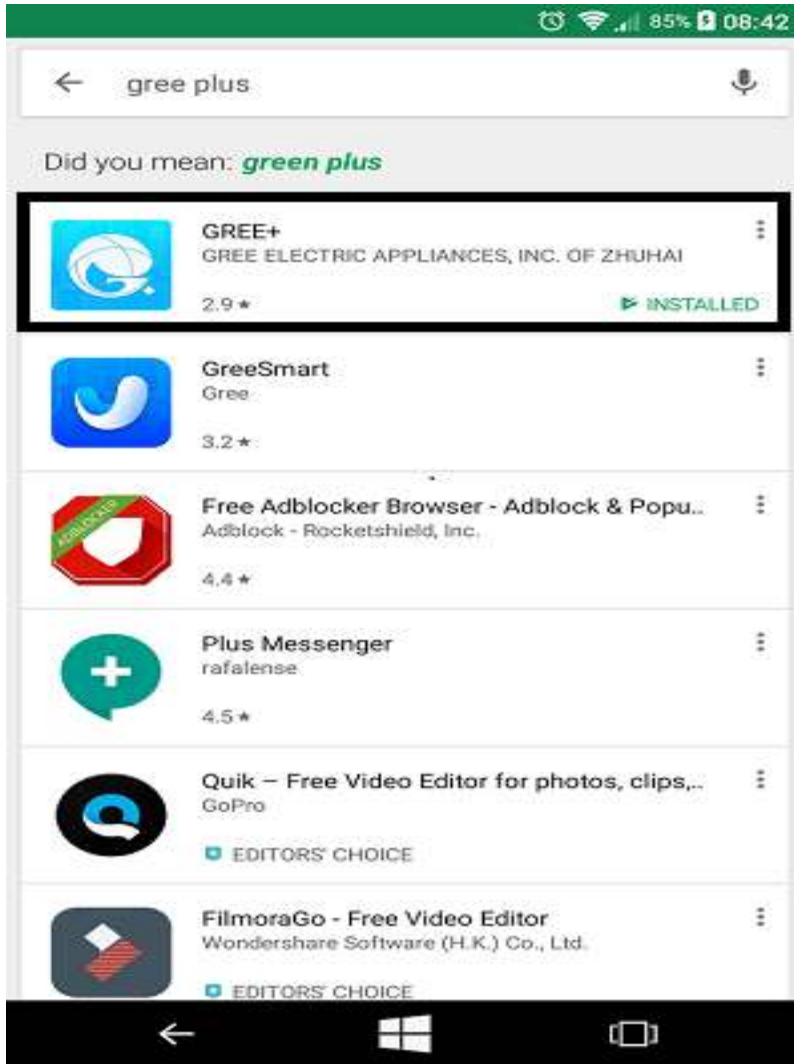 85% 08:42
gree plus
Did you mean: green plus
GREE+
GREE ELECTRIC APPLIANCES, INC. OF ZHUHAI
2.9★ INSTALLED
GreeSmart
Gree
3.2★
ADBLOCKER
Free Adblocker Browser - Adblock & Popu..
Adblock - Rocketshield, Inc.
4.4★
Plus Messenger
rafalense
4.5★
Quik – Free Video Editor for photos, clips,..
GoPro
EDITORS' CHOICE
FilmoraGo - Free Video Editor
Wondershare Software (H.K.) Co., Ltd.
EDITORS' CHOICE